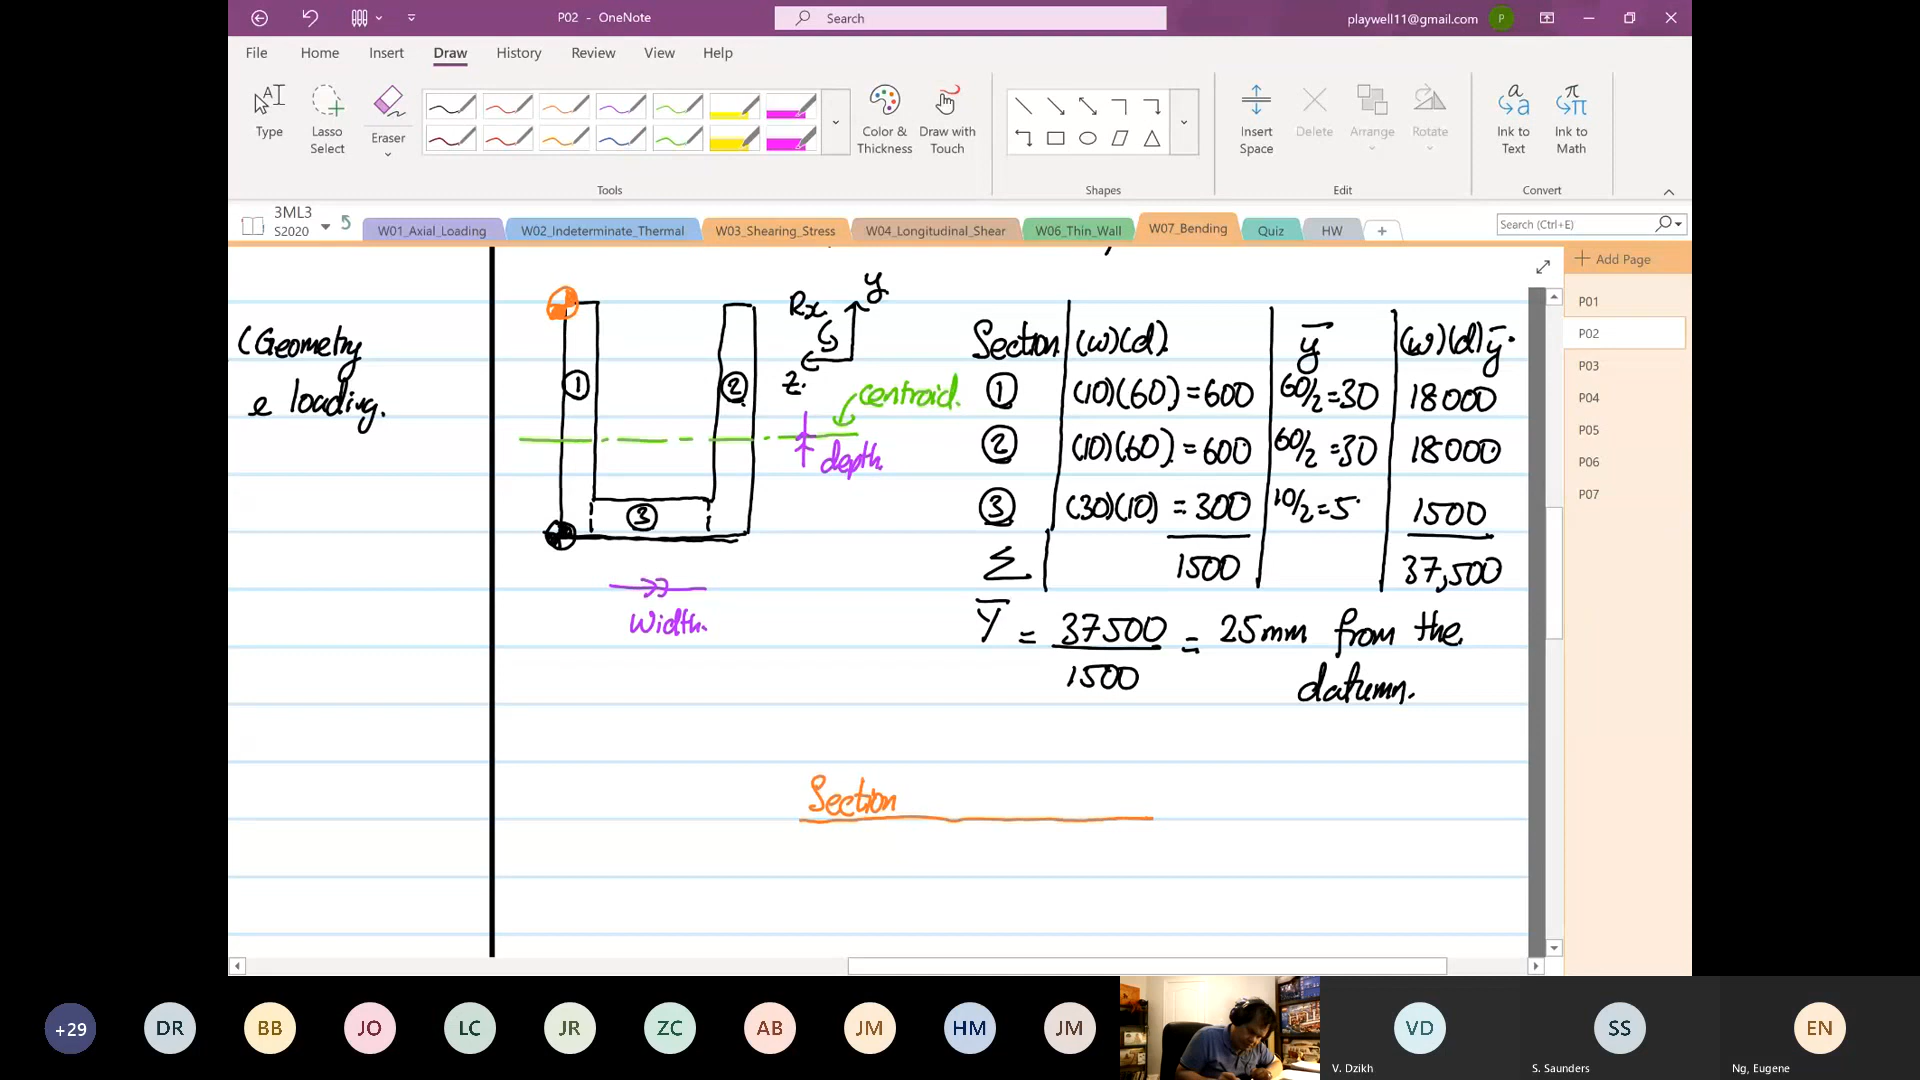 P02 - OneNote
Search
playwell11@gmail.com
P
File
Home
Insert
Draw
History
Review
View
Help
Type
Lasso Select
Eraser
Color & Thickness
Draw with Touch
Insert Space
Delete
Arrange
Rotate
Ink to Text
Ink to Math
Tools
Shapes
Edit
Convert
3ML3 S2020
W01_Axial_Loading
W02_Indeterminate_Thermal
W03_Shearing_Stress
W04_Longitudinal_Shear
W06_Thin_Wall
W07_Bending
Quiz
HW
+
Search (Ctrl+E)
Add Page
P01
P02
P03
P04
P05
P06
P07
(Geometry
e loading.
1
2
3
Rx
y
z.
centroid.
depth.
Width.
Section (w)(d). y̅ (w)(d)y̅.
① (10)(60) = 600 60/2 = 30 18000
② (10)(60). = 600 60/2 = 30 18000
③ (30)(10) = 300 10/2 = 5. 1500
Σ 1500 37,500
Y̅ = 37500 = 25mm from the
1500 datumn.
Section
+29
DR
BB
JO
LC
JR
ZC
AB
JM
HM
JM
VD
V. Dzikh
SS
S. Saunders
EN
Ng, Eugene